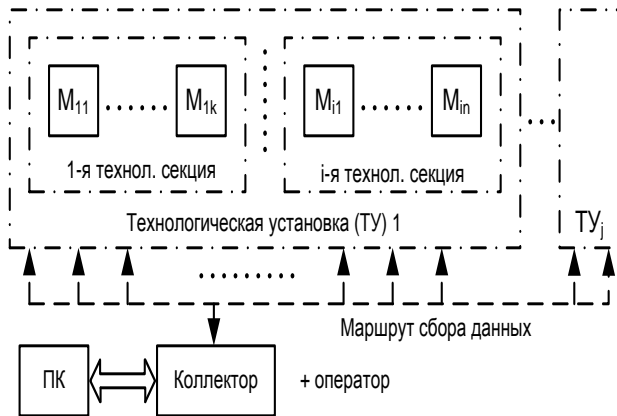 M11 ...... M1k
Mi1 ...... Min
1-я технол. секция
i-я технол. секция
Технологическая установка (ТУ) 1
ТУj
Маршрут сбора данных
ПК
Коллектор
+ оператор